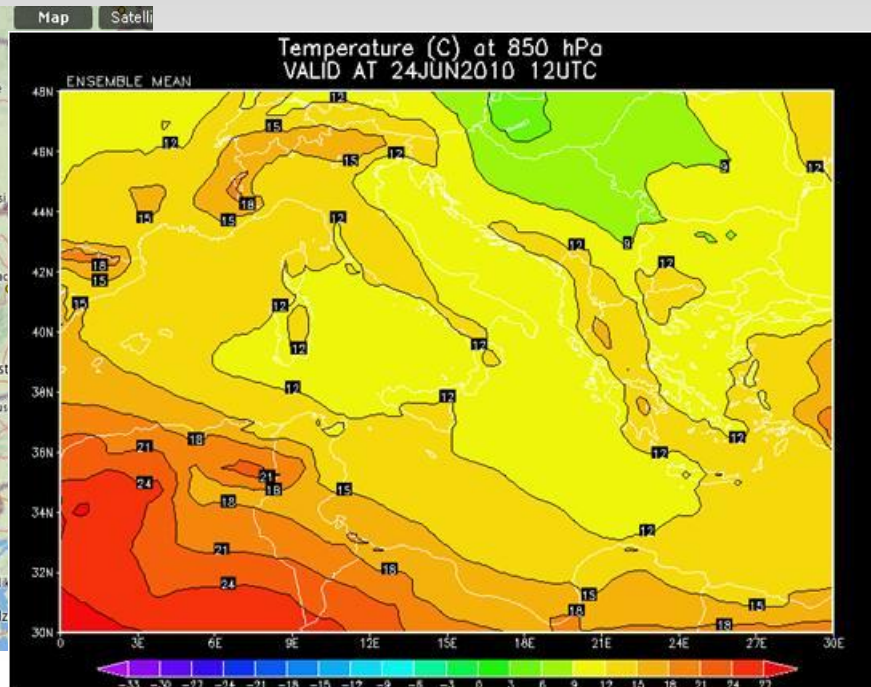 Map Satelli
Temperature (C) at 850 hPa
VALID AT 24JUN2010 12UTC
ENSEMBLE MEAN
48N
12
15
12
15 12
46N
9 12
18
44N
15 15 12
12 9
12
18
42N
15
15 12
40N
12 12
38N
12 12
12
18
21
36N
12
21
24 18 15
18
34N
12
21
18
32N
24
15
18 15
18
30N
0 3E 6E 9E 12E 15E 18E 21E 24E 27E 30E
-33 -30 -27 -24 -21 -18 -15 -12 -9 -6 -3 0 3 6 9 12 15 18 21 24 27